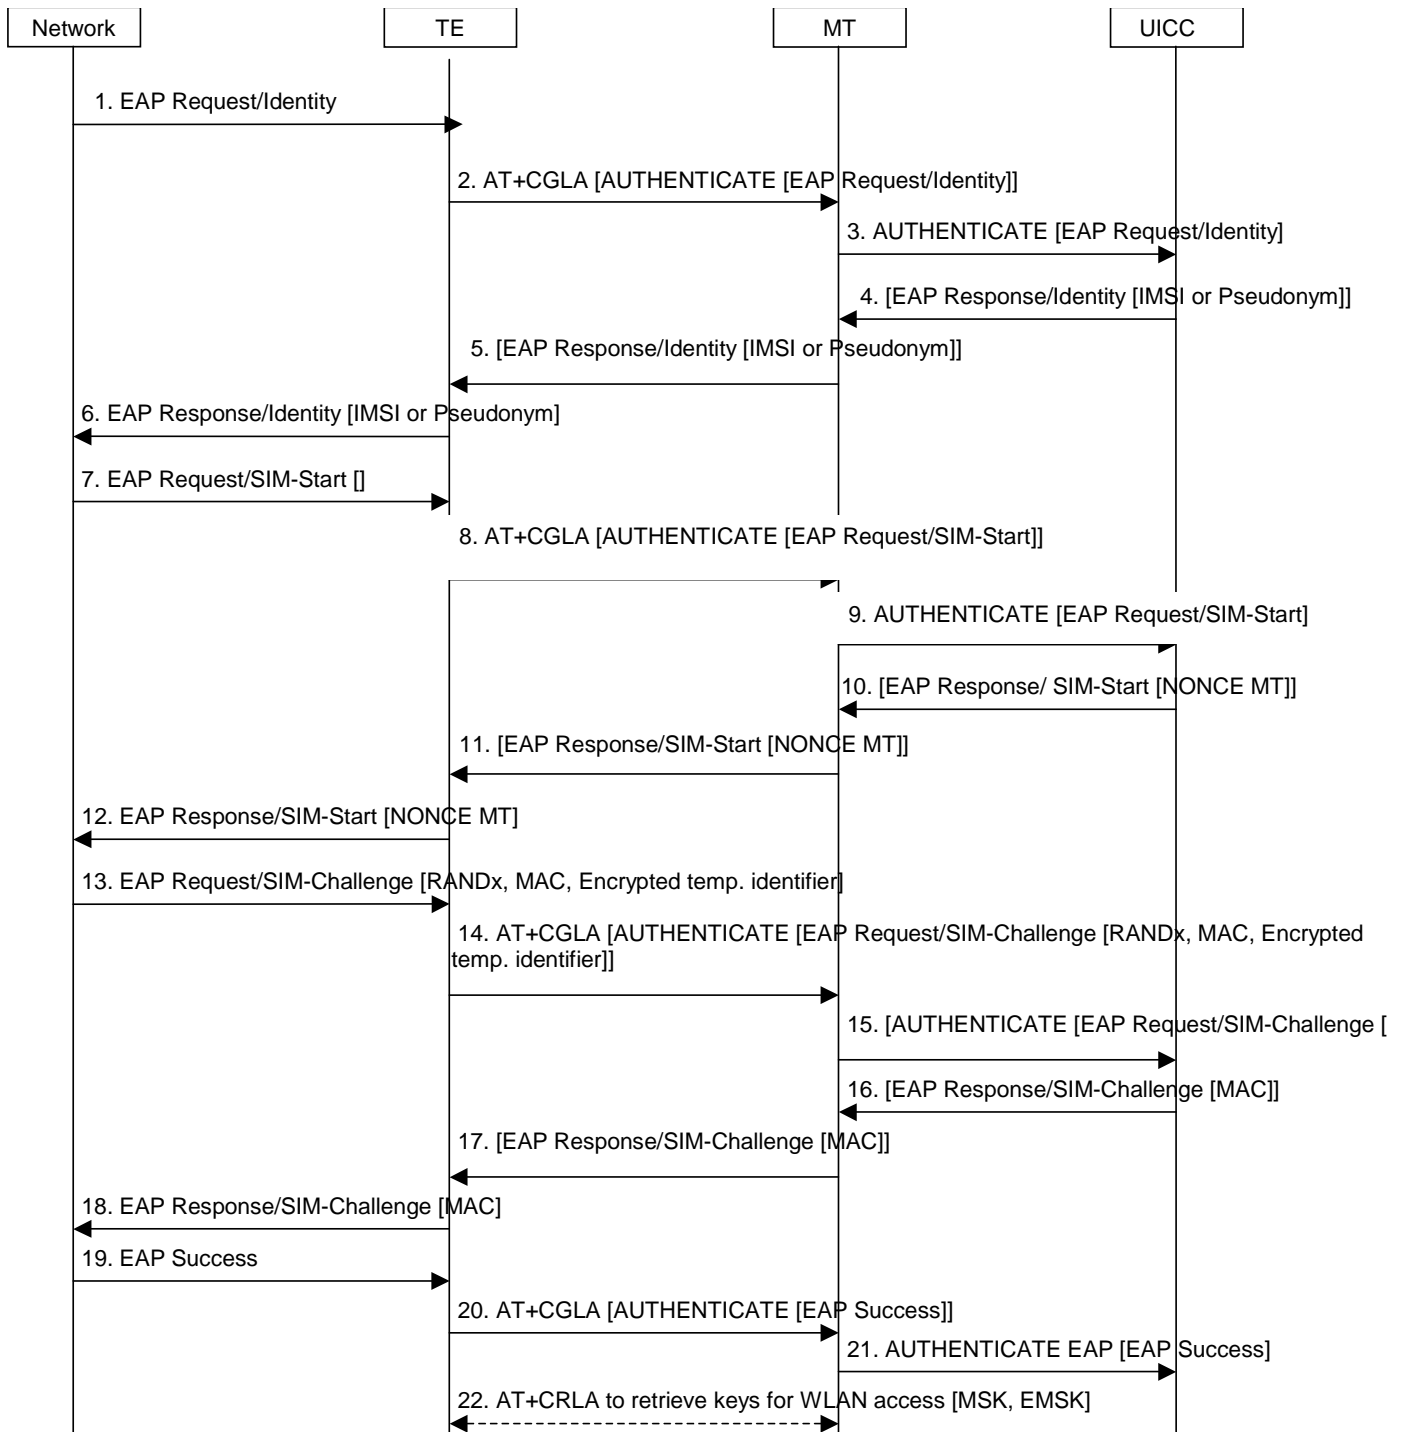 Network
TE
MT
UICC
1. EAP Request/Identity
2. AT+CGLA [AUTHENTICATE [EAP Request/Identity]]
3. AUTHENTICATE [EAP Request/Identity]
4. [EAP Response/Identity [IMSI or Pseudonym]]
5. [EAP Response/Identity [IMSI or Pseudonym]]
6. EAP Response/Identity [IMSI or Pseudonym]
7. EAP Request/SIM-Start []
8. AT+CGLA [AUTHENTICATE [EAP Request/SIM-Start]]
9. AUTHENTICATE [EAP Request/SIM-Start]
10. [EAP Response/ SIM-Start [NONCE MT]]
11. [EAP Response/SIM-Start [NONCE MT]]
12. EAP Response/SIM-Start [NONCE MT]
13. EAP Request/SIM-Challenge [RANDx, MAC, Encrypted temp. identifier]
14. AT+CGLA [AUTHENTICATE [EAP Request/SIM-Challenge [RANDx, MAC, Encrypted
temp. identifier]]
15. [AUTHENTICATE [EAP Request/SIM-Challenge [
16. [EAP Response/SIM-Challenge [MAC]]
17. [EAP Response/SIM-Challenge [MAC]]
18. EAP Response/SIM-Challenge [MAC]
19. EAP Success
20. AT+CGLA [AUTHENTICATE [EAP Success]]
21. AUTHENTICATE EAP [EAP Success]
22. AT+CRLA to retrieve keys for WLAN access [MSK, EMSK]